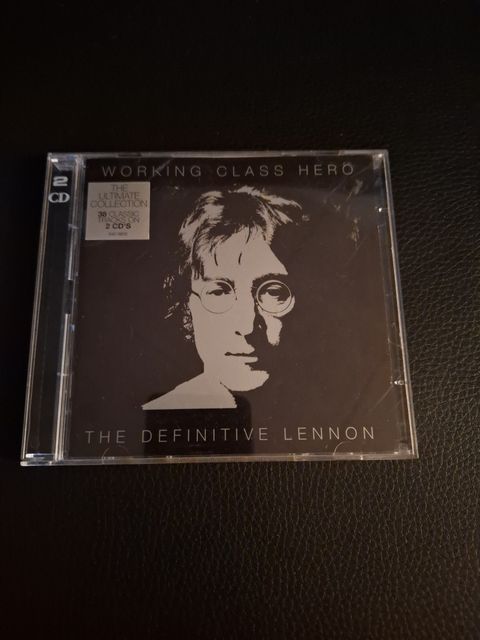 WORKING CLASS HERO
2
CD
THE
ULTIMATE
COLLECTION
38 CLASSIC
TRACKS ON
2 CD'S
THE DEFINITIVE LENNON